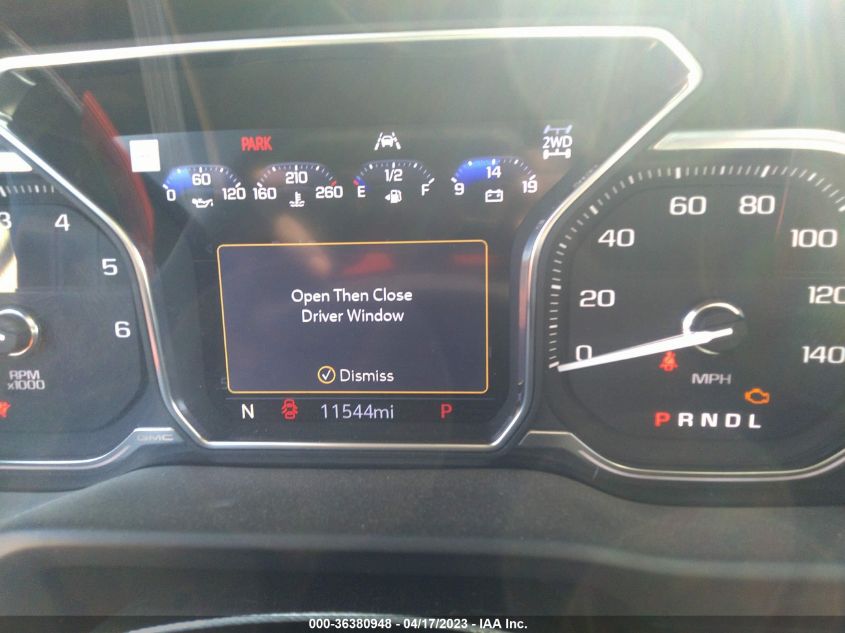 PARK
2WD
60
0 120
210
160 260
1/2
E F
14
9 19
3 4 5 6
RPM
x1000
Open Then Close
Driver Window
Dismiss
N 11544mi P
GMC
0 20 40 60 80 100 120 140
MPH
P R N D L
000-36380948 - 04/17/2023 - IAA Inc.